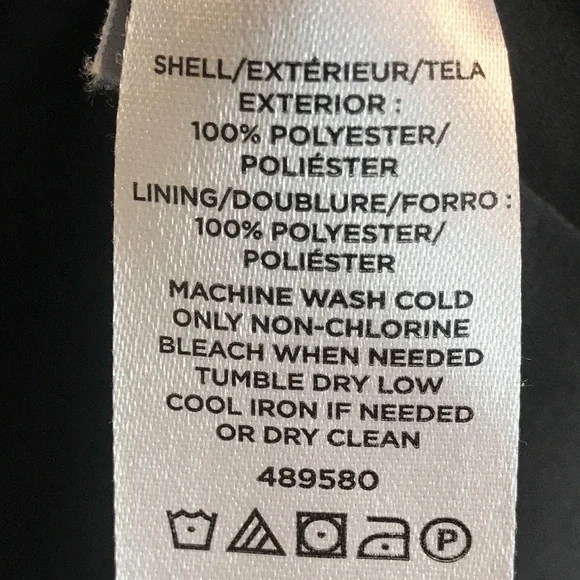 SHELL/EXTÉRIEUR/TELA
EXTERIOR :
100% POLYESTER/
POLIÉSTER
LINING/DOUBLURE/FORRO :
100% POLYESTER/
POLIÉSTER
MACHINE WASH COLD
ONLY NON-CHLORINE
BLEACH WHEN NEEDED
TUMBLE DRY LOW
COOL IRON IF NEEDED
OR DRY CLEAN
489580
P